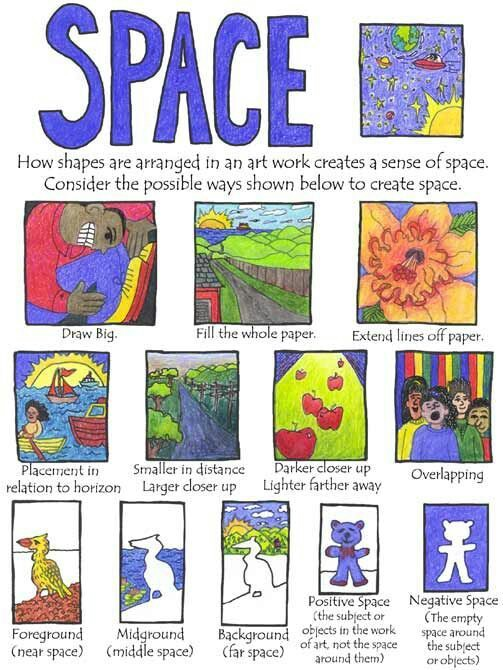 SPACE
How shapes are arranged in an art work creates a sense of space.
Consider the possible ways shown below to create space.
Draw Big.
Fill the whole paper.
Extend lines off paper.
Placement in
relation to horizon
Smaller in distance
Larger closer up
Darker closer up
Lighter farther away
Overlapping
Foreground
(near space)
Midground
(middle space)
Background
(far space)
Positive Space
(the subject or
objects in the work
of art, not the space
around them)
Negative Space
(The empty
space around
the subject
or objects)